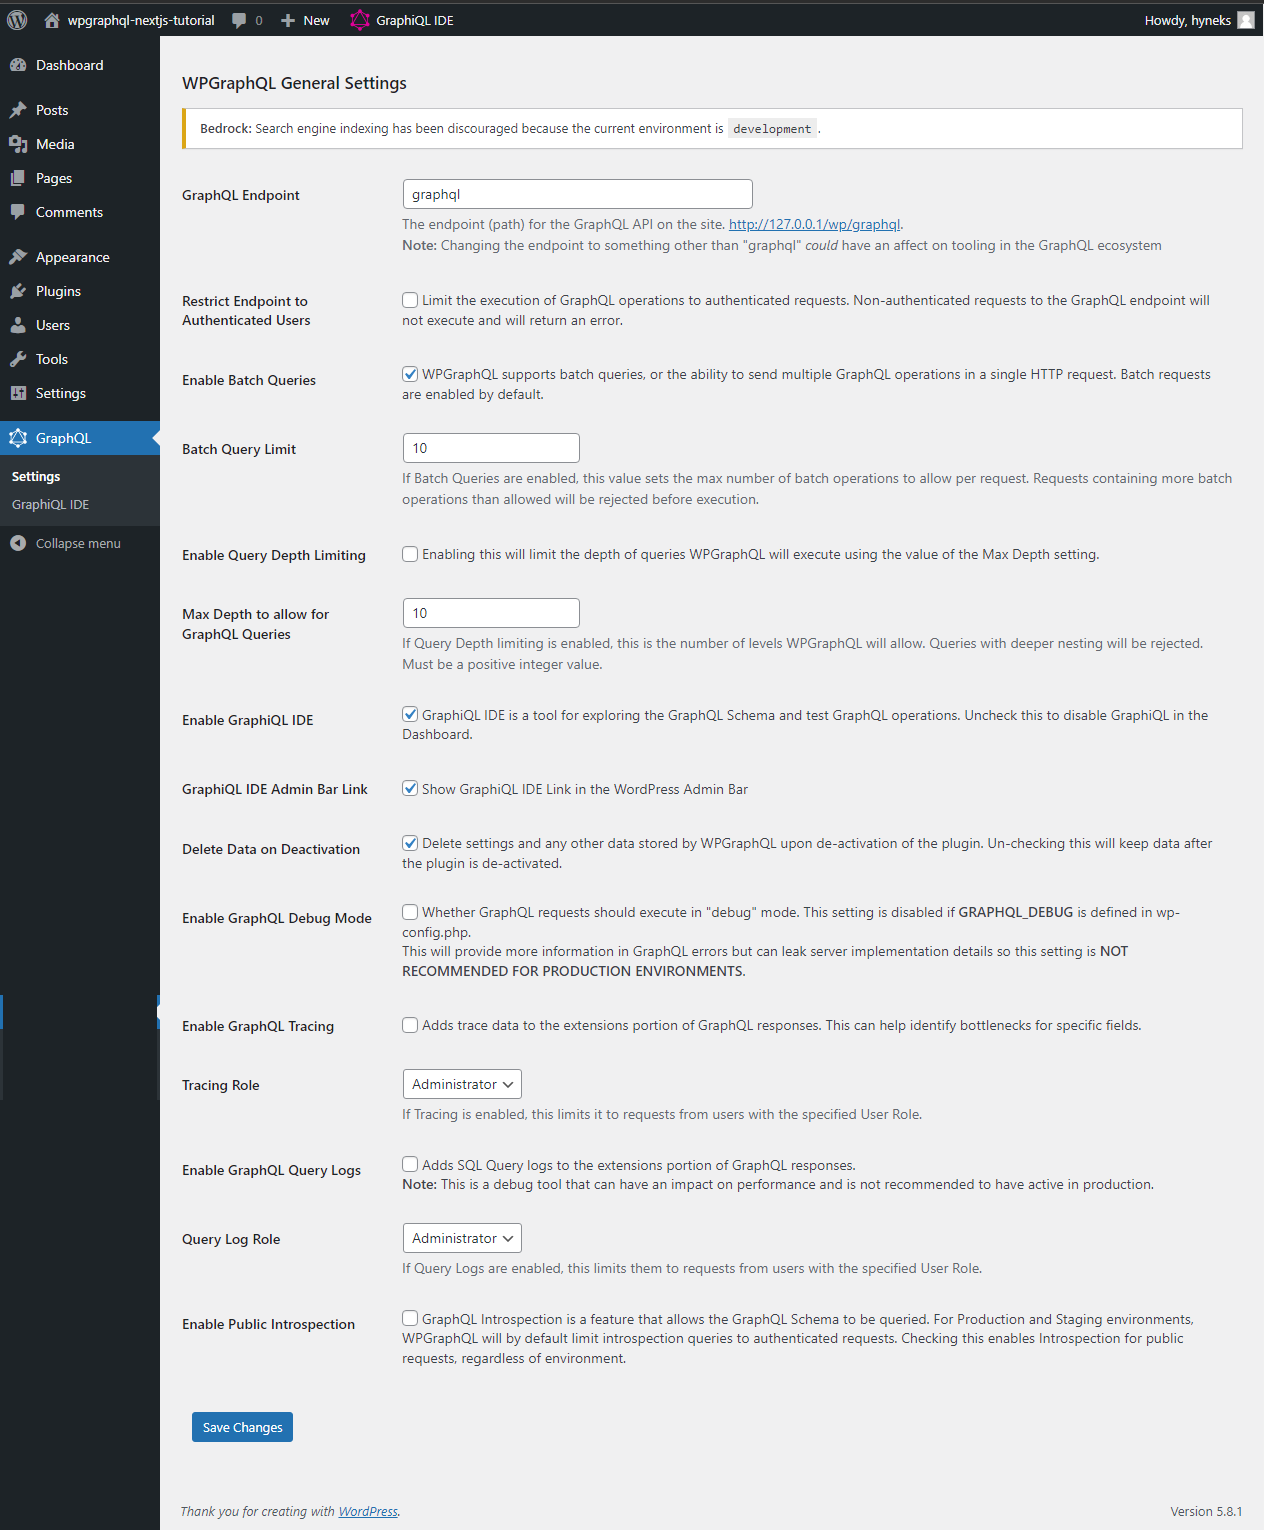 wpgraphql-nextjs-tutorial 0 New GraphiQL IDE Howdy, hyneks
Dashboard
Posts
Media
Pages
Comments
Appearance
Plugins
Users
Tools
Settings
GraphQL
Settings
GraphiQL IDE
Collapse menu
WPGraphQL General Settings
Bedrock: Search engine indexing has been discouraged because the current environment is development .
GraphQL Endpoint
graphql
The endpoint (path) for the GraphQL API on the site. http://127.0.0.1/wp/graphql.
Note: Changing the endpoint to something other than "graphql" could have an affect on tooling in the GraphQL ecosystem
Restrict Endpoint to
Authenticated Users
Limit the execution of GraphQL operations to authenticated requests. Non-authenticated requests to the GraphQL endpoint will
not execute and will return an error.
Enable Batch Queries
WPGraphQL supports batch queries, or the ability to send multiple GraphQL operations in a single HTTP request. Batch requests
are enabled by default.
Batch Query Limit
10
If Batch Queries are enabled, this value sets the max number of batch operations to allow per request. Requests containing more batch
operations than allowed will be rejected before execution.
Enable Query Depth Limiting
Enabling this will limit the depth of queries WPGraphQL will execute using the value of the Max Depth setting.
Max Depth to allow for
GraphQL Queries
10
If Query Depth limiting is enabled, this is the number of levels WPGraphQL will allow. Queries with deeper nesting will be rejected.
Must be a positive integer value.
Enable GraphiQL IDE
GraphiQL IDE is a tool for exploring the GraphQL Schema and test GraphQL operations. Uncheck this to disable GraphiQL in the
Dashboard.
GraphiQL IDE Admin Bar Link
Show GraphiQL IDE Link in the WordPress Admin Bar
Delete Data on Deactivation
Delete settings and any other data stored by WPGraphQL upon de-activation of the plugin. Un-checking this will keep data after
the plugin is de-activated.
Enable GraphQL Debug Mode
Whether GraphQL requests should execute in "debug" mode. This setting is disabled if GRAPHQL_DEBUG is defined in wp-
config.php.
This will provide more information in GraphQL errors but can leak server implementation details so this setting is NOT
RECOMMENDED FOR PRODUCTION ENVIRONMENTS.
Enable GraphQL Tracing
Adds trace data to the extensions portion of GraphQL responses. This can help identify bottlenecks for specific fields.
Tracing Role
Administrator
If Tracing is enabled, this limits it to requests from users with the specified User Role.
Enable GraphQL Query Logs
Adds SQL Query logs to the extensions portion of GraphQL responses.
Note: This is a debug tool that can have an impact on performance and is not recommended to have active in production.
Query Log Role
Administrator
If Query Logs are enabled, this limits them to requests from users with the specified User Role.
Enable Public Introspection
GraphQL Introspection is a feature that allows the GraphQL Schema to be queried. For Production and Staging environments,
WPGraphQL will by default limit introspection queries to authenticated requests. Checking this enables Introspection for public
requests, regardless of environment.
Save Changes
Thank you for creating with WordPress.
Version 5.8.1